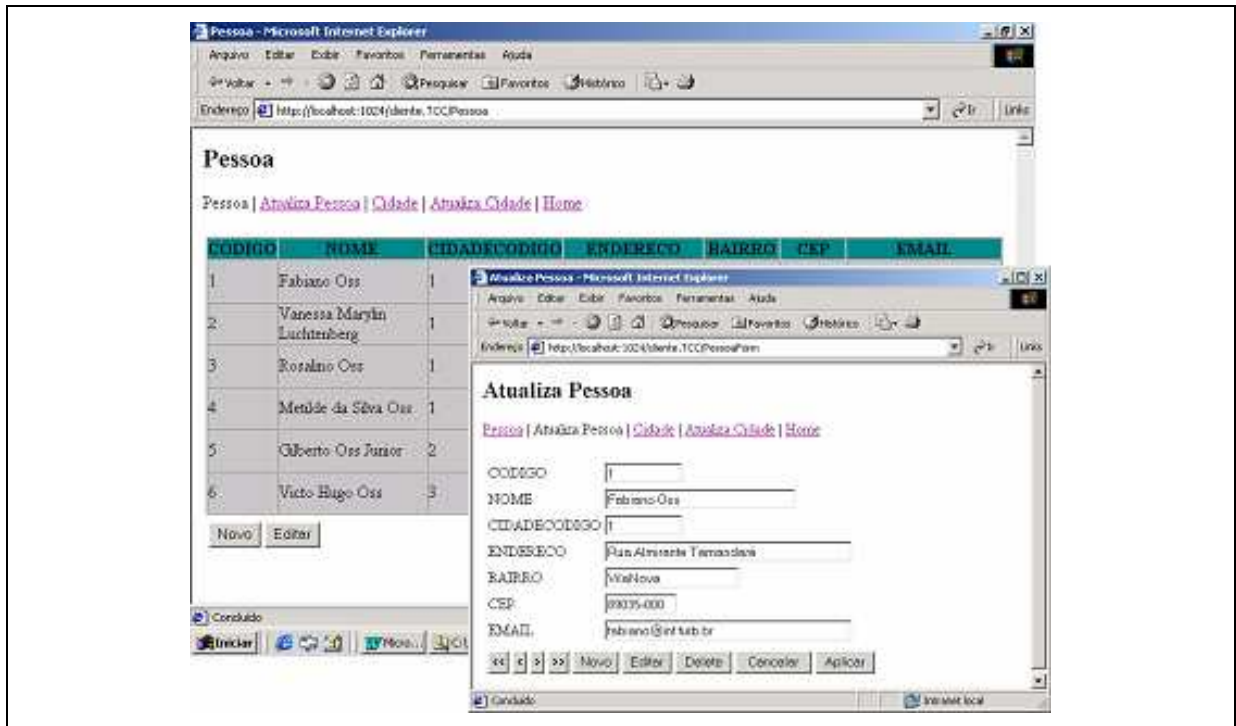 Pessoa - Microsoft Internet Explorer
Arquivo Editar Exibir Favoritos Ferramentas Ajuda
Voltar Pesquisar Favoritos Histórico
Endereço http://localhost:1024/cliente.TCC/Pessoa Ir Links
Pessoa
Pessoa | Atualiza Pessoa | Cidade | Atualiza Cidade | Home
CODIGO NOME CIDADECODIGO ENDERECO BAIRRO CEP EMAIL
1 Fabiano Oss 1
2 Vanessa Marylin Luchtenberg 1
3 Rosalino Oss 1
4 Metilde da Silva Oss 1
5 Gilberto Oss Junior 2
6 Victo Hugo Oss 3
Novo Editar
Concluído
Iniciar Micro...
Atualiza Pessoa - Microsoft Internet Explorer
Arquivo Editar Exibir Favoritos Ferramentas Ajuda
Voltar Pesquisar Favoritos Histórico
Endereço http://localhost:1024/cliente.TCC/PessoaForm Ir Links
Atualiza Pessoa
Pessoa | Atualiza Pessoa | Cidade | Atualiza Cidade | Home
CODIGO 1
NOME Fabiano Oss
CIDADECODIGO 1
ENDERECO Rua Almirante Tamandaré
BAIRRO VilaNova
CEP 89035-000
EMAIL
<< < > >> Novo Editar Delete Cancelar Aplicar
Concluído Intranet local